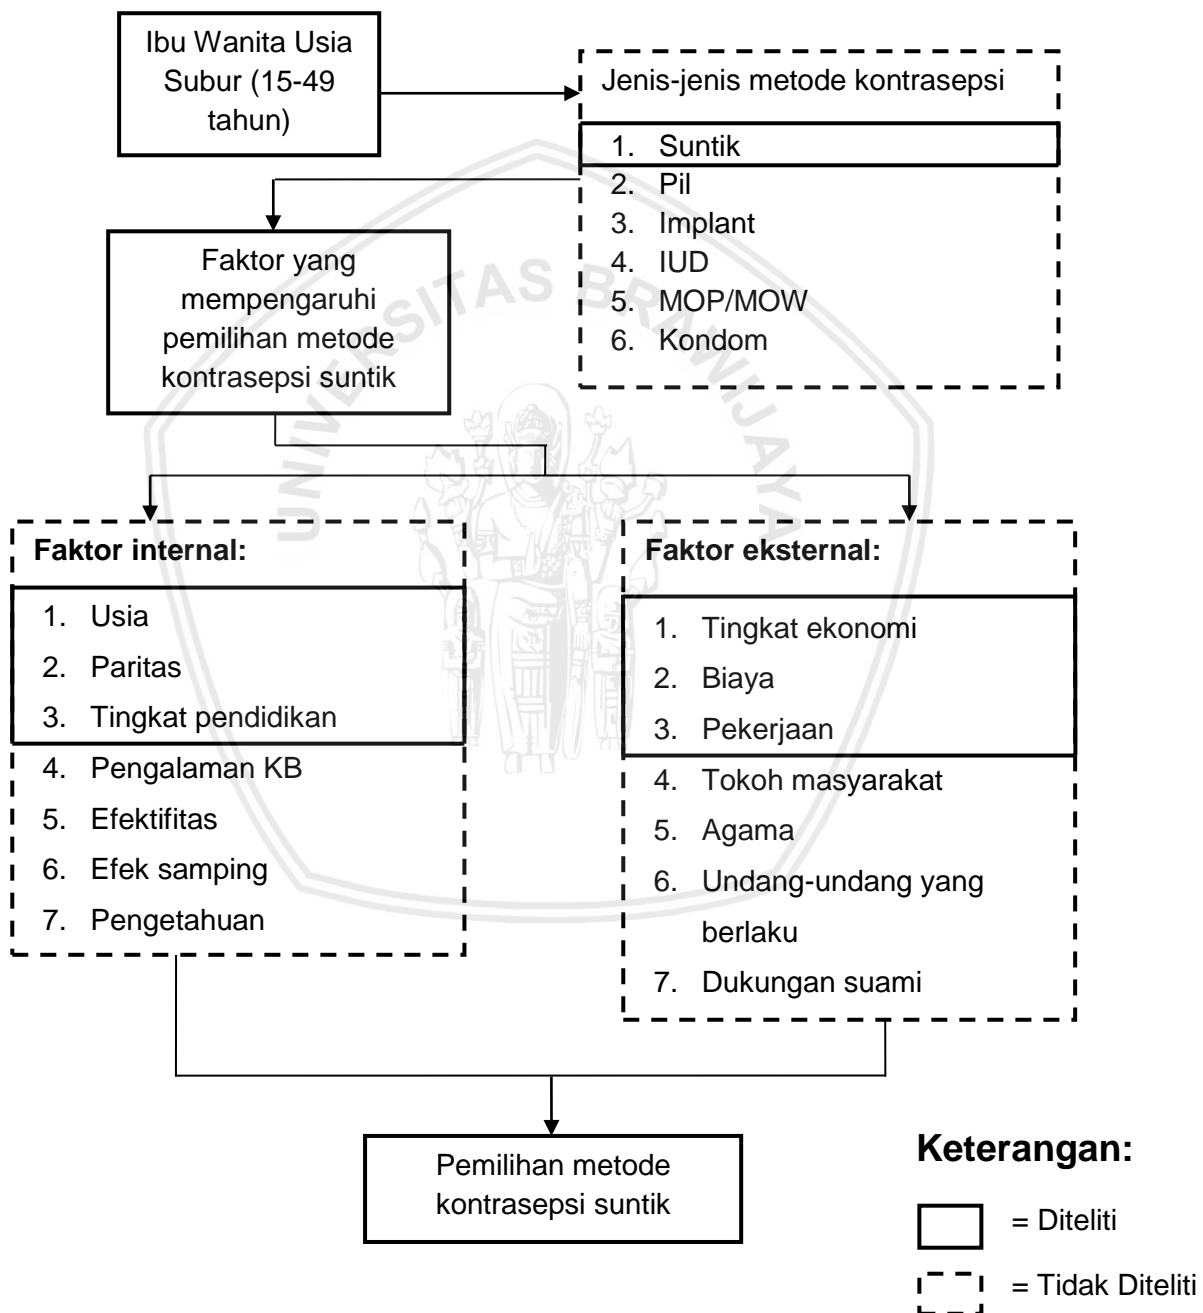 Ibu Wanita Usia
Subur (15-49
tahun)
Jenis-jenis metode kontrasepsi
1. Suntik
2. Pil
3. Implant
4. IUD
5. MOP/MOW
6. Kondom
Faktor yang
mempengaruhi
pemilihan metode
kontrasepsi suntik
UNIVERSITAS BRAWIJAYA
Faktor internal:
1. Usia
2. Paritas
3. Tingkat pendidikan
4. Pengalaman KB
5. Efektifitas
6. Efek samping
7. Pengetahuan
Faktor eksternal:
1. Tingkat ekonomi
2. Biaya
3. Pekerjaan
4. Tokoh masyarakat
5. Agama
6. Undang-undang yang
berlaku
7. Dukungan suami
Pemilihan metode
kontrasepsi suntik
Keterangan:
= Diteliti
= Tidak Diteliti